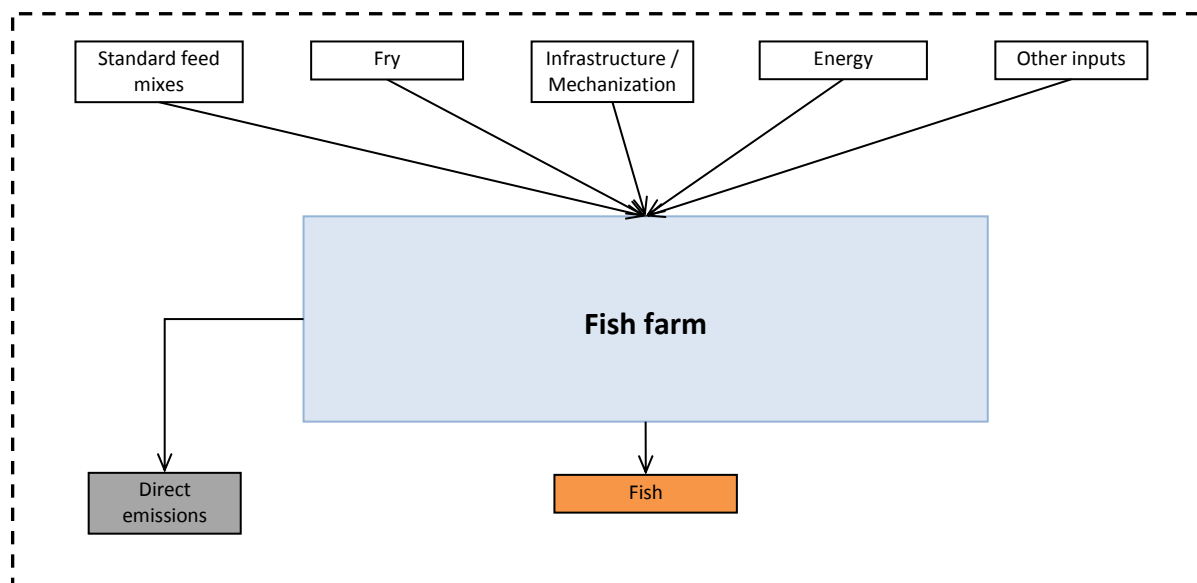 Standard feed
mixes
Fry
Infrastructure /
Mechanization
Energy
Other inputs
Fish farm
Direct
emissions
Fish